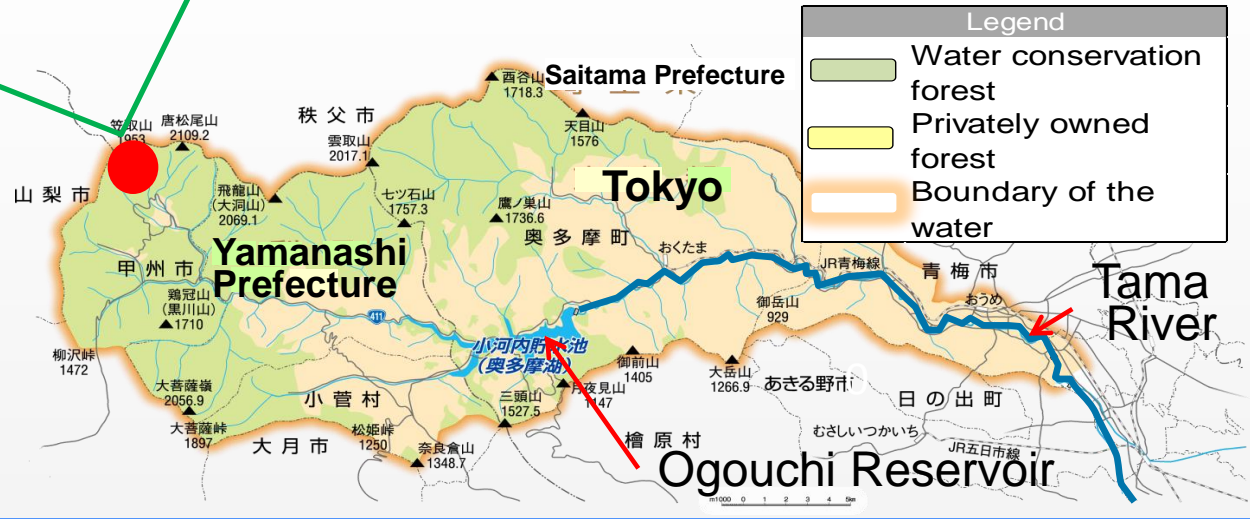 Legend
Water conservation
forest
Privately owned
forest
Boundary of the
water
Saitama Prefecture
酉谷山
1718.3
天目山
1576
秩父市
笠取山
1953
唐松尾山
2109.2
雲取山
2017.1
山梨市
飛龍山
(大洞山)
2069.1
七ツ石山
1757.3
鷹ノ巣山
1736.6
Tokyo
奥多摩町
おくたま
Yamanashi
Prefecture
甲州市
鶏冠山
(黒川山)
1710
411
JR青梅線
青梅市
おうめ
Tama
River
御岳山
929
柳沢峠
1472
小河内貯水池
(奥多摩湖)
御前山
1405
大岳山
1266.9
あきる野市
0
日の出町
大菩薩嶺
2056.9
小菅村
三頭山
1527.5
月夜見山
1147
大菩薩峠
1897
大月市
松姫峠
1250
奈良倉山
1348.7
檜原村
むさしいつかいち
JR五日市線
Ogouchi Reservoir
m1000 0 1 2 3 4 5km